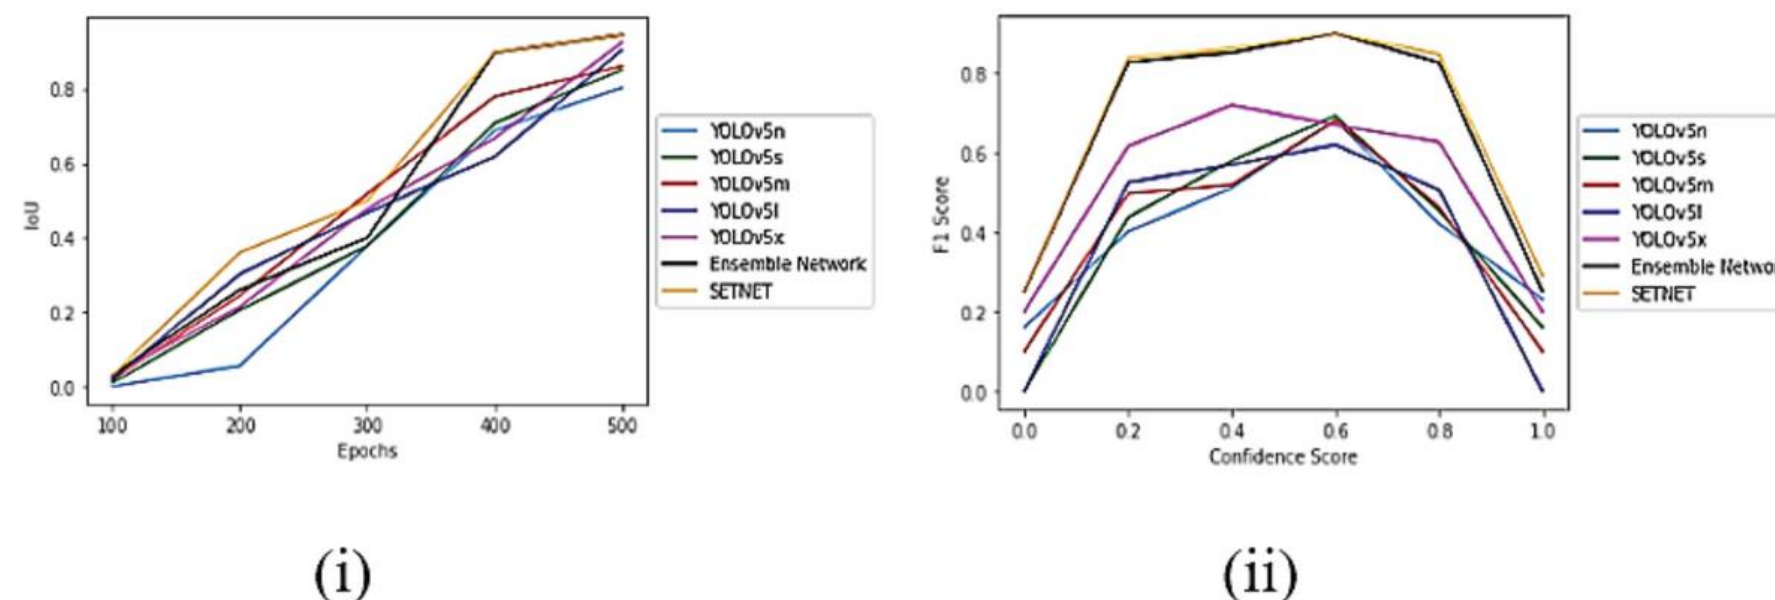 0.8
0.6
0.4
0.2
0.0
IoU
100 200 300 400 500
Epochs
YOLOv5n
YOLOv5s
YOLOv5m
YOLOv5l
YOLOv5x
Ensemble Network
SETNET
(i)
0.8
0.6
0.4
0.2
0.0
F1 Score
0.0 0.2 0.4 0.6 0.8 1.0
Confidence Score
YOLOv5n
YOLOv5s
YOLOv5m
YOLOv5l
YOLOv5x
Ensemble Netwo
SETNET
(ii)